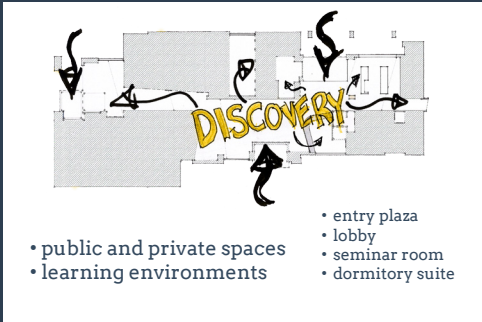 DISCOVERY
• public and private spaces
• learning environments
• entry plaza
• lobby
• seminar room
• dormitory suite